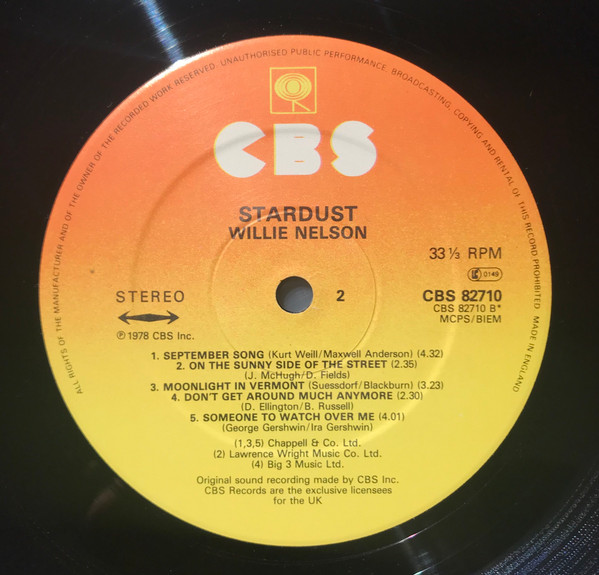 ALL RIGHTS OF THE MANUFACTURER AND OF THE OWNER OF THE RECORDED WORK RESERVED. UNAUTHORISED PUBLIC PERFORMANCE, BROADCASTING, COPYING AND RENTAL OF THIS RECORD PROHIBITED. MADE IN ENGLAND
CBS
STARDUST
WILLIE NELSON
33 1/3 RPM
K 0149
STEREO
2
CBS 82710
CBS 82710 B*
MCPS/BIEM
℗ 1978 CBS Inc.
1. SEPTEMBER SONG (Kurt Weill/Maxwell Anderson) (4.32)
2. ON THE SUNNY SIDE OF THE STREET (2.35)
(J. McHugh/D. Fields)
3. MOONLIGHT IN VERMONT (Suessdorf/Blackburn) (3.23)
4. DON'T GET AROUND MUCH ANYMORE (2.30)
(D. Ellington/B. Russell)
5. SOMEONE TO WATCH OVER ME (4.01)
(George Gershwin/Ira Gershwin)
(1,3,5) Chappell & Co. Ltd.
(2) Lawrence Wright Music Co. Ltd.
(4) Big 3 Music Ltd.
Original sound recording made by CBS Inc.
CBS Records are the exclusive licensees
for the UK